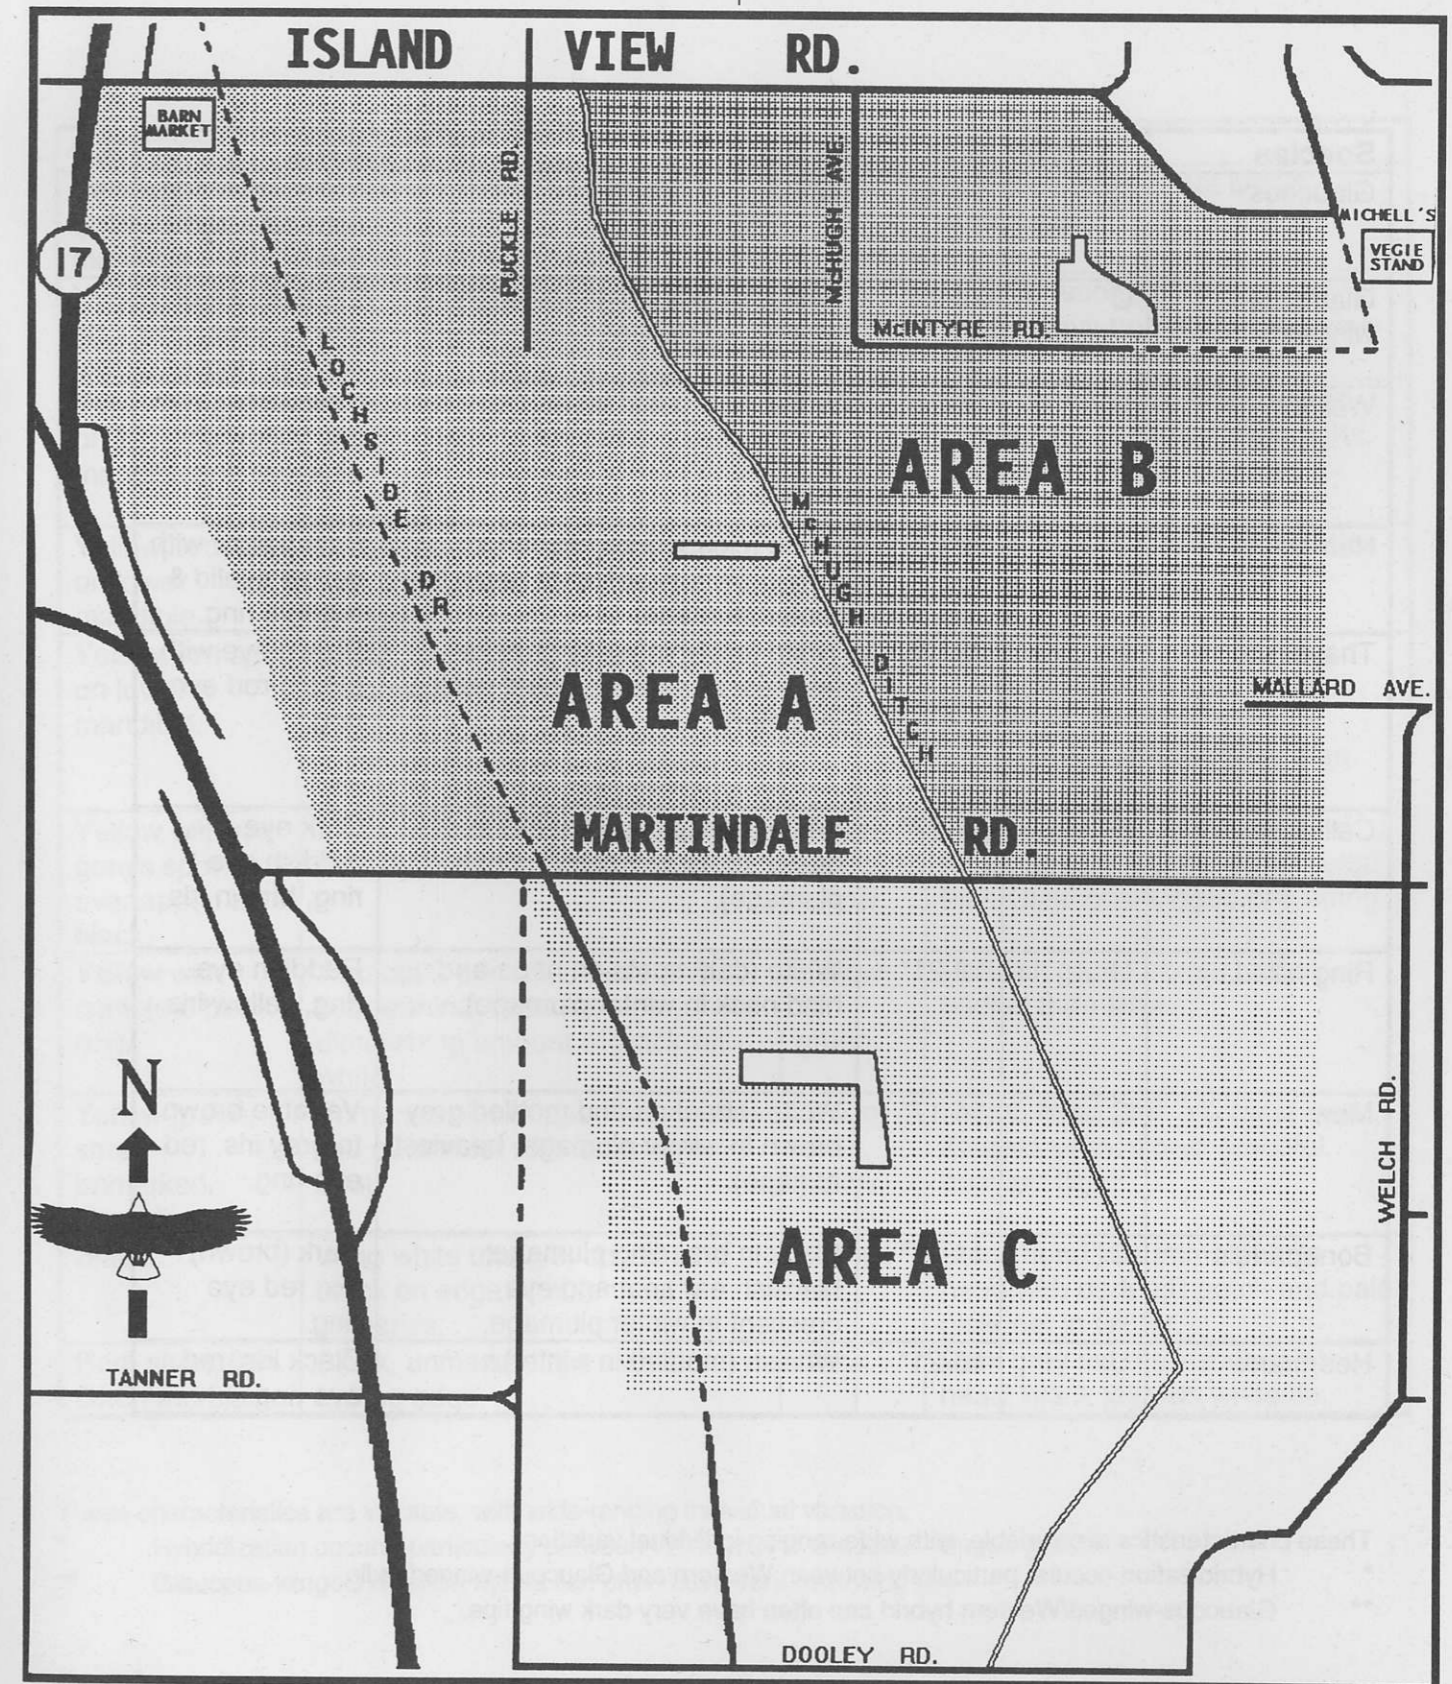 ISLAND VIEW RD.
BARN
MARKET
PUCKLE RD.
McHUGH AVE.
MICHELL'S
VEGIE
STAND
17
McINTYRE RD.
LOCHSIDE DR.
AREA B
McHUGH DITCH
MALLARD AVE.
AREA A
MARTINDALE RD.
N
WELCH RD.
AREA C
TANNER RD.
DOOLEY RD.